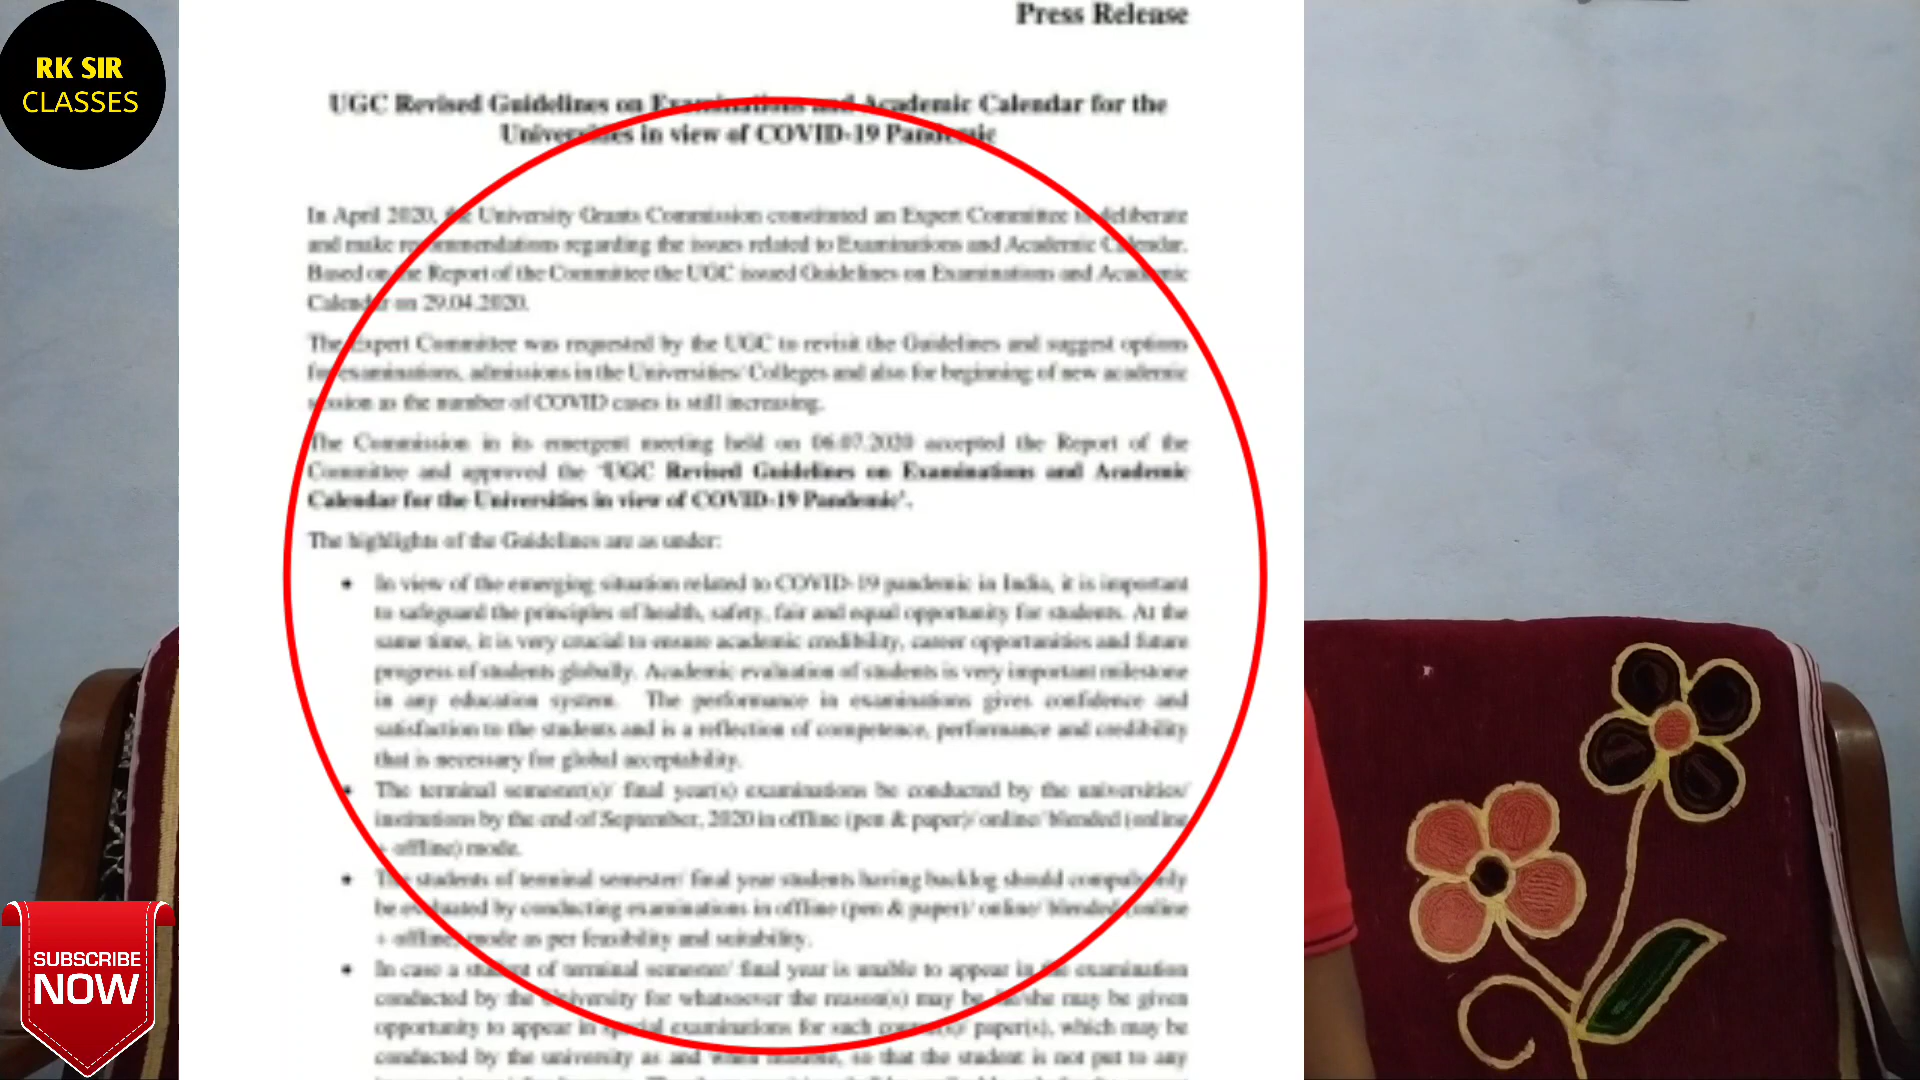 RK SIR
CLASSES
Press Release
UGC Revised Guidelines on Examinations and Academic Calendar for the
Universities in view of COVID-19 Pandemic
In April 2020, the University Grants Commission constituted an Expert Committee to deliberate
and make recommendations regarding the issues related to Examinations and Academic Calendar.
Based on the Report of the Committee the UGC issued Guidelines on Examinations and Academic
Calendar on 29.04.2020.
The Expert Committee was requested by the UGC to revisit the Guidelines and suggest options
for examinations, admissions in the Universities/ Colleges and also for beginning of new academic
session as the number of COVID cases is still increasing.
The Commission in its emergent meeting held on 06.07.2020 accepted the Report of the
Committee and approved the 'UGC Revised Guidelines on Examinations and Academic
Calendar for the Universities in view of COVID-19 Pandemic'.
The highlights of the Guidelines are as under:
• In view of the emerging situation related to COVID-19 pandemic in India, it is important
to safeguard the principles of health, safety, fair and equal opportunity for students. At the
same time, it is very crucial to ensure academic credibility, career opportunities and future
progress of students globally. Academic evaluation of students is very important milestone
in any education system. The performance in examinations gives confidence and
satisfaction to the students and is a reflection of competence, performance and credibility
that is necessary for global acceptability.
• The terminal semester(s)/ final year(s) examinations be conducted by the universities/
institutions by the end of September, 2020 in offline (pen & paper)/ online/ blended (online
+ offline) mode.
• The students of terminal semester/ final year students having backlog should compulsorily
be evaluated by conducting examinations in offline (pen & paper)/ online/ blended (online
+ offline) mode as per feasibility and suitability.
• In case a student of terminal semester/ final year is unable to appear in the examination
conducted by the University for whatsoever the reason(s) may be, he/she may be given
opportunity to appear in special examinations for such course(s)/ paper(s), which may be
conducted by the university as and when feasible, so that the student is not put to any
SUBSCRIBE
NOW